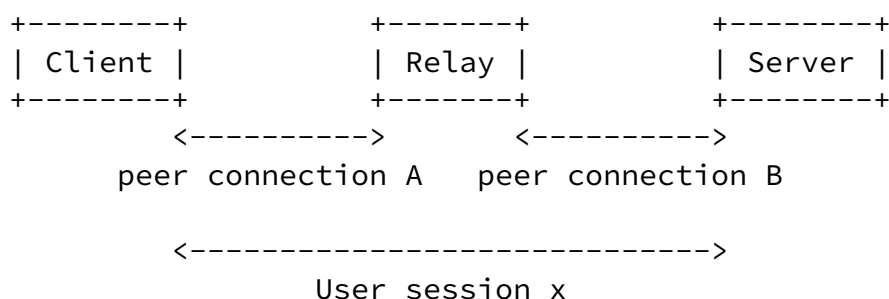 +--------+          +-------+          +--------+
| Client |          | Relay |          | Server |
+--------+          +-------+          +--------+
<---------->       <---------->
peer connection A   peer connection B
<----------------------------->
User session x